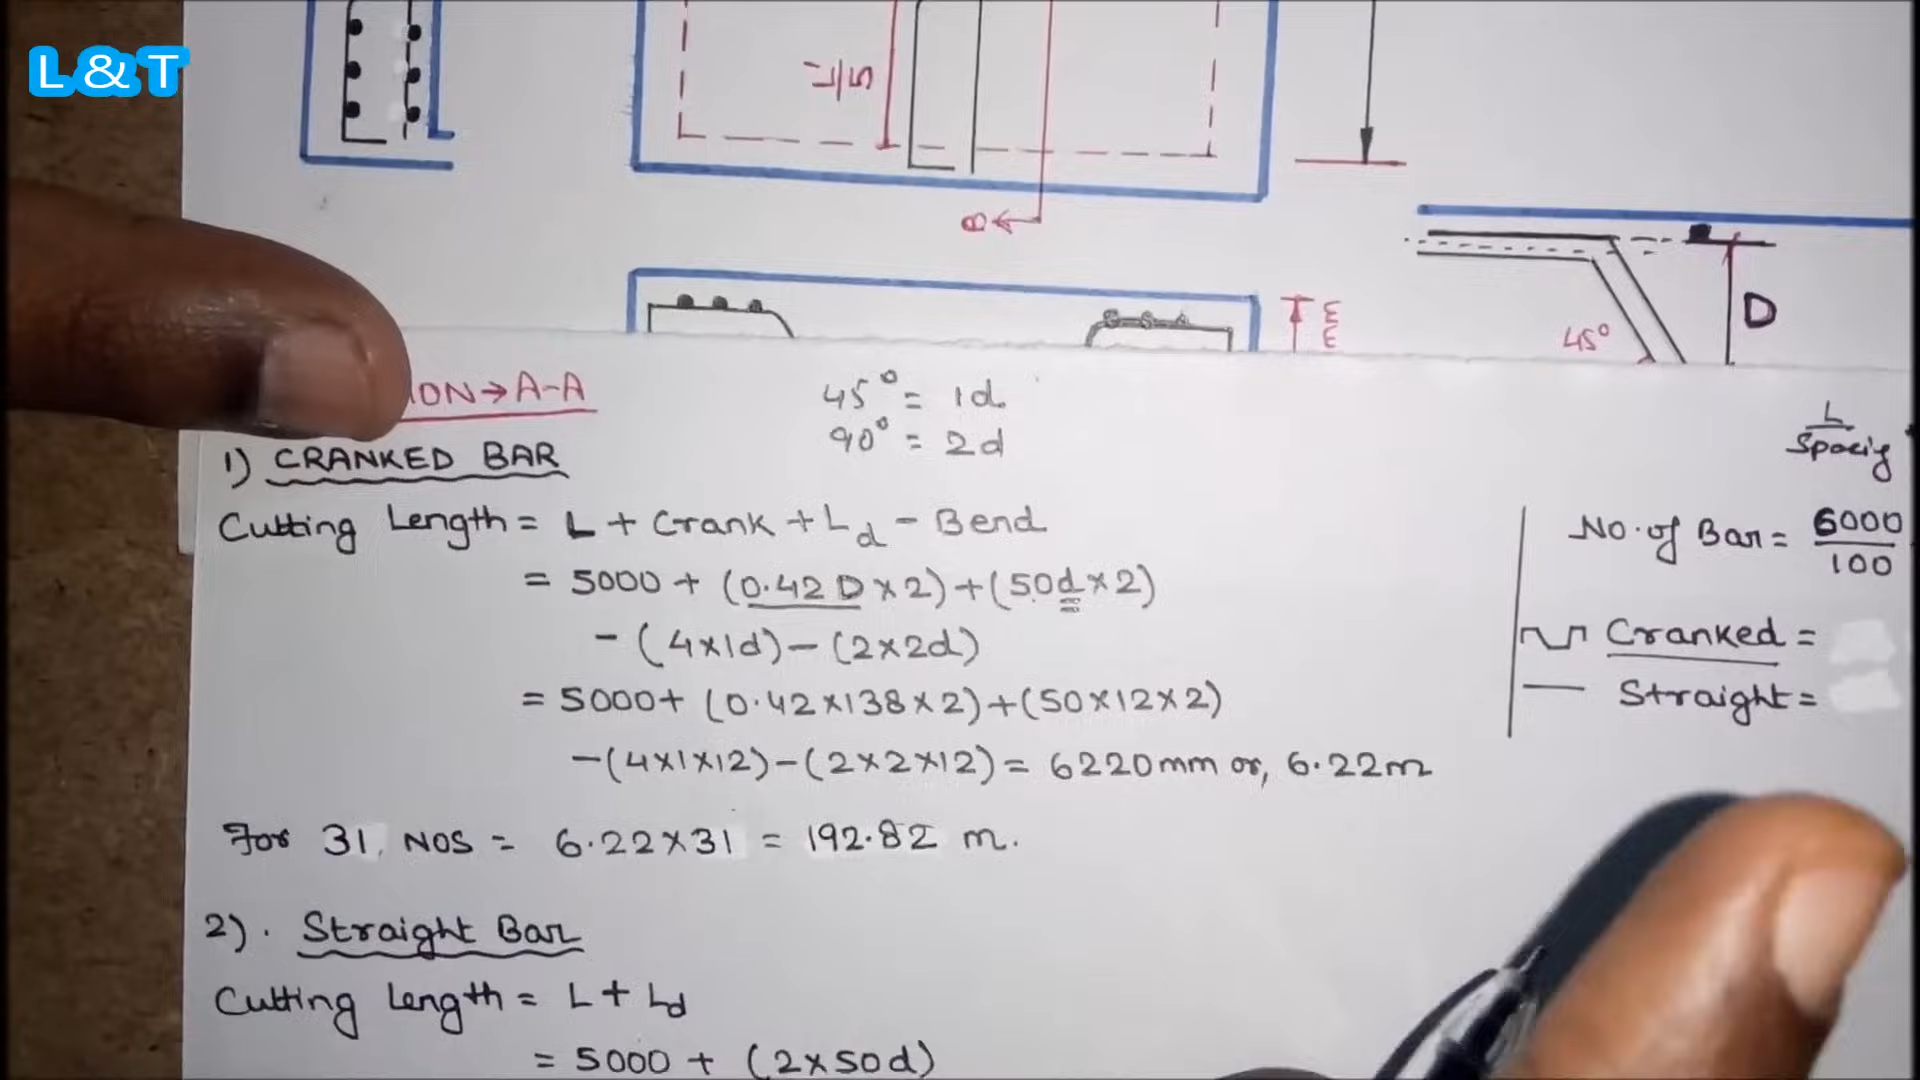 L&T
5/L
B
D
45°
ION→A-A
45° = 1d
90° = 2d
L
Spacing
1) CRANKED BAR
Cutting Length = L + Crank + Ld - Bend
= 5000 + (0.42 D × 2) + (50d × 2)
- (4×1d) - (2×2d)
= 5000 + (0.42×138×2) + (50×12×2)
-(4×1×12) - (2×2×12) = 6220mm or, 6.22m
No. of Bar = 6000
100
Cranked =
Straight =
For 31 NOS = 6.22×31 = 192.82 m.
2). Straight Bar
Cutting Length = L + Ld
= 5000 + (2×50d)